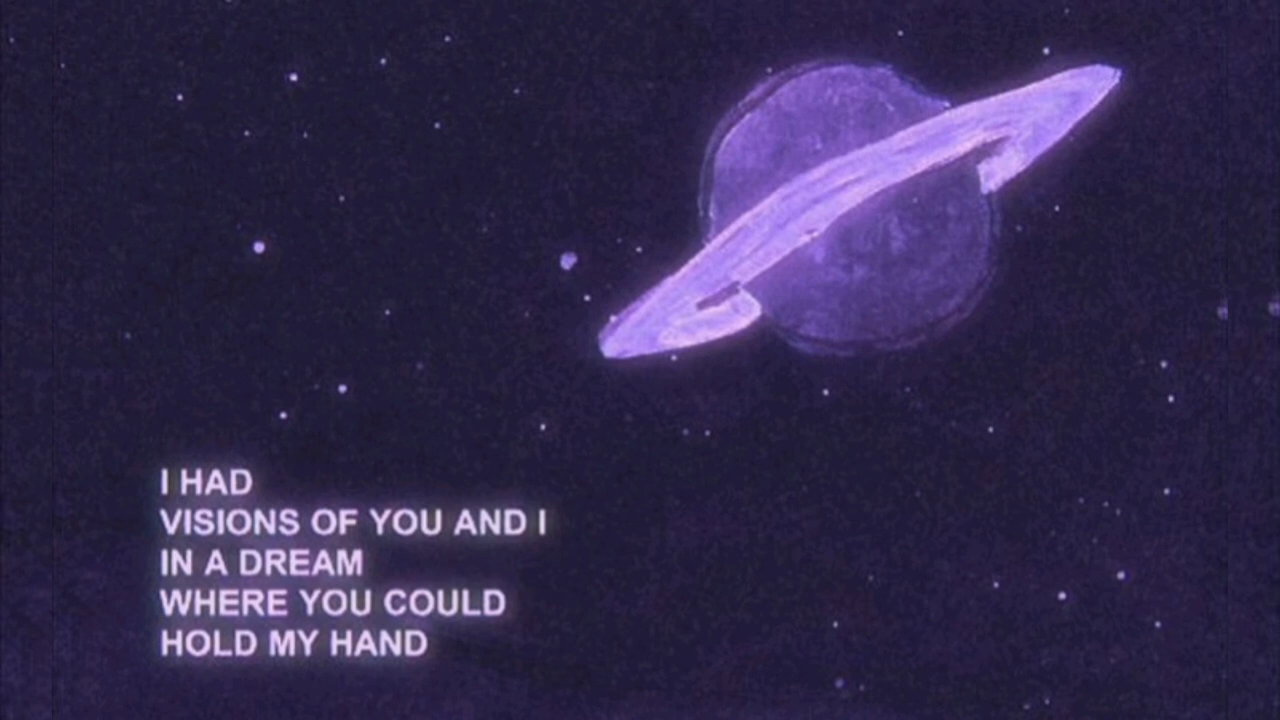 I HAD
VISIONS OF YOU AND I
IN A DREAM
WHERE YOU COULD
HOLD MY HAND